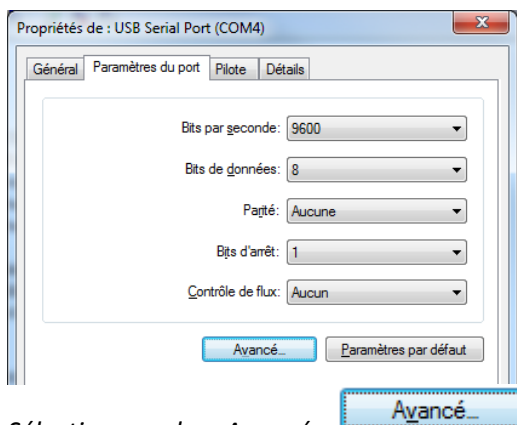 Propriétés de : USB Serial Port (COM4)
Général Paramètres du port Pilote Détails
Bits par seconde: 9600
Bits de données: 8
Parité: Aucune
Bits d'arrêt: 1
Contrôle de flux: Aucun
Avancé... Paramètres par défaut
Avancé...